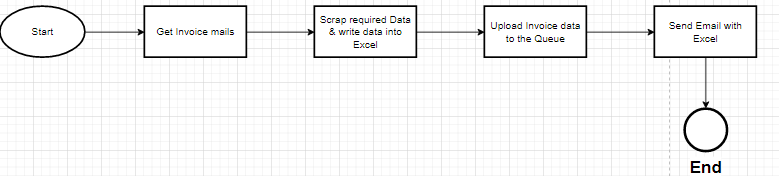 Start
Get Invoice mails
Scrap required Data
& write data into
Excel
Upload Invoice data
to the Queue
Send Email with
Excel
End